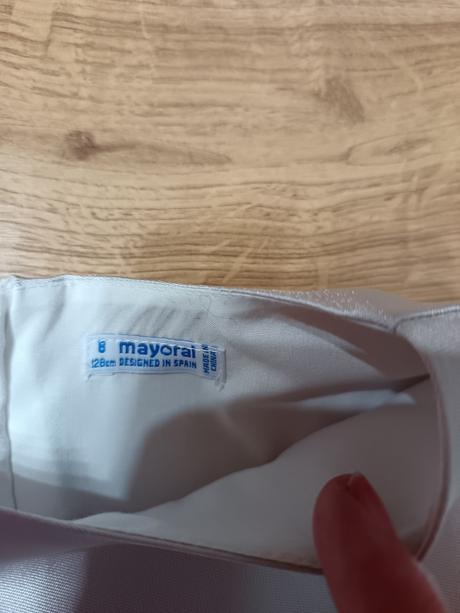 8 mayoral
128cm DESIGNED IN SPAIN
MADE IN
CHINA